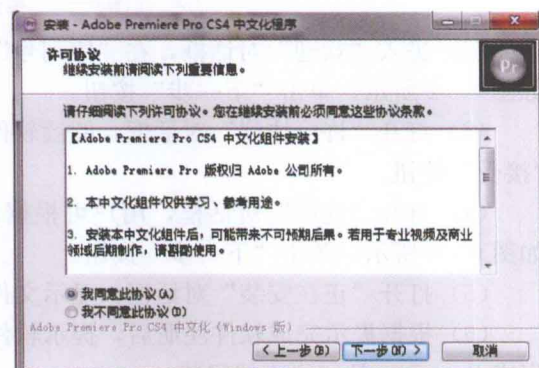 安装 - Adobe Premiere Pro CS4 中文化程序
许可协议
继续安装前请阅读下列重要信息。
Pr
请仔细阅读下列许可协议。您在继续安装前必须同意这些协议条款。
【Adobe Premiere Pro CS4 中文化组件安装】
1. Adobe Premiere Pro 版权归 Adobe 公司所有。
2. 本中文化组件仅供学习、参考用途。
3. 安装本中文化组件后，可能带来不可预期后果。若用于专业视频及商业
领域后期制作，请斟酌使用。
我同意此协议(A)
我不同意此协议(D)
Adobe Premiere Pro CS4 中文化 (Windows 版)
< 上一步(B)
下一步(N) >
取消